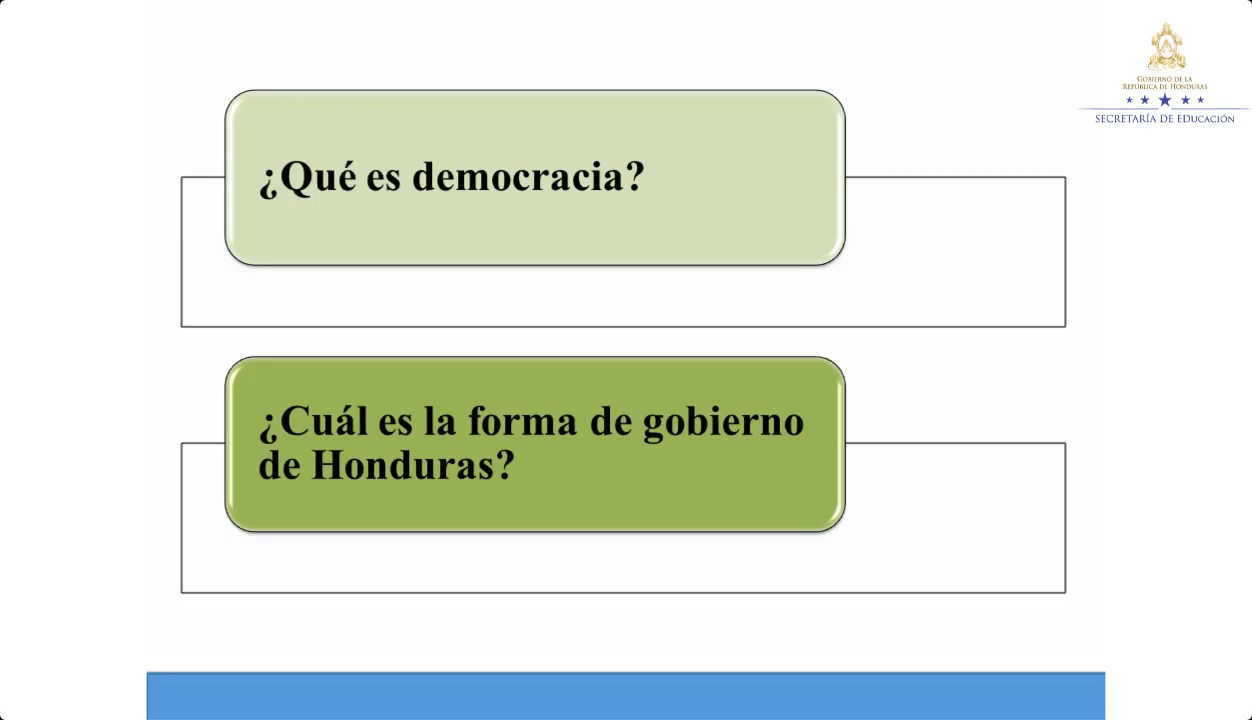 GOBIERNO DE LA
REPÚBLICA DE HONDURAS
SECRETARÍA DE EDUCACIÓN
¿Qué es democracia?
¿Cuál es la forma de gobierno
de Honduras?